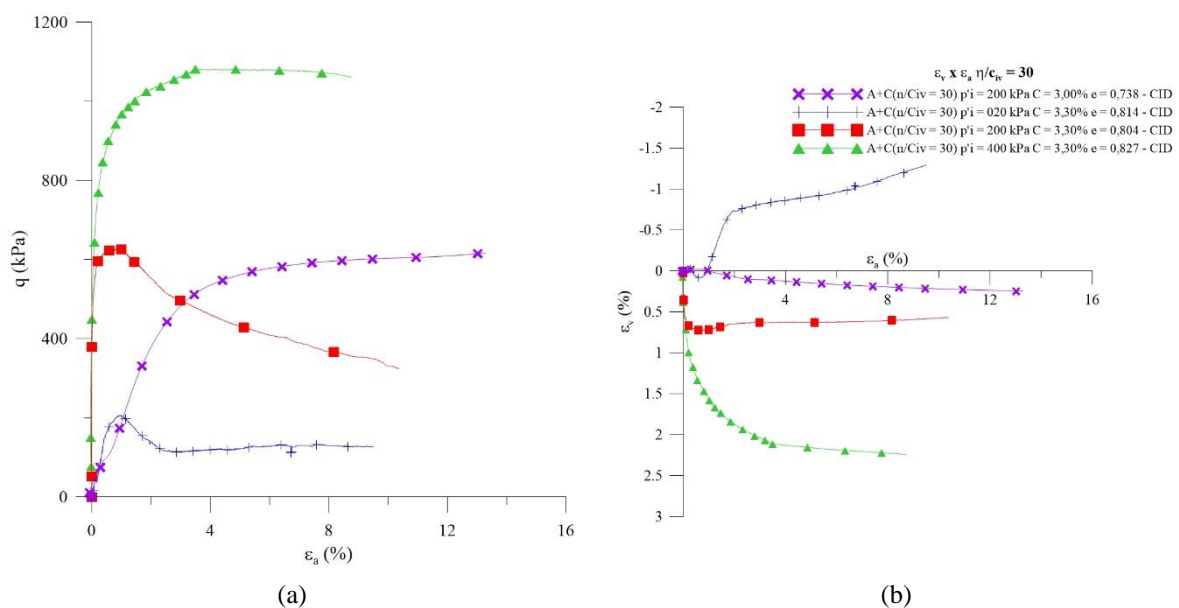 1200
800
400
0
q (kPa)
0 4 8 12 16
εₐ (%)
(a)
εᵥ x εₐ η/cᵢᵥ = 30
A+C(n/Civ = 30) p'i = 200 kPa C = 3,00% e = 0,738 - CID
A+C(n/Civ = 30) p'i = 020 kPa C = 3,30% e = 0,814 - CID
A+C(n/Civ = 30) p'i = 200 kPa C = 3,30% e = 0,804 - CID
A+C(n/Civ = 30) p'i = 400 kPa C = 3,30% e = 0,827 - CID
-2
-1.5
-1
-0.5
0
0.5
1
1.5
2
2.5
3
εᵥ (%)
εₐ (%)
4 8 12 16
(b)